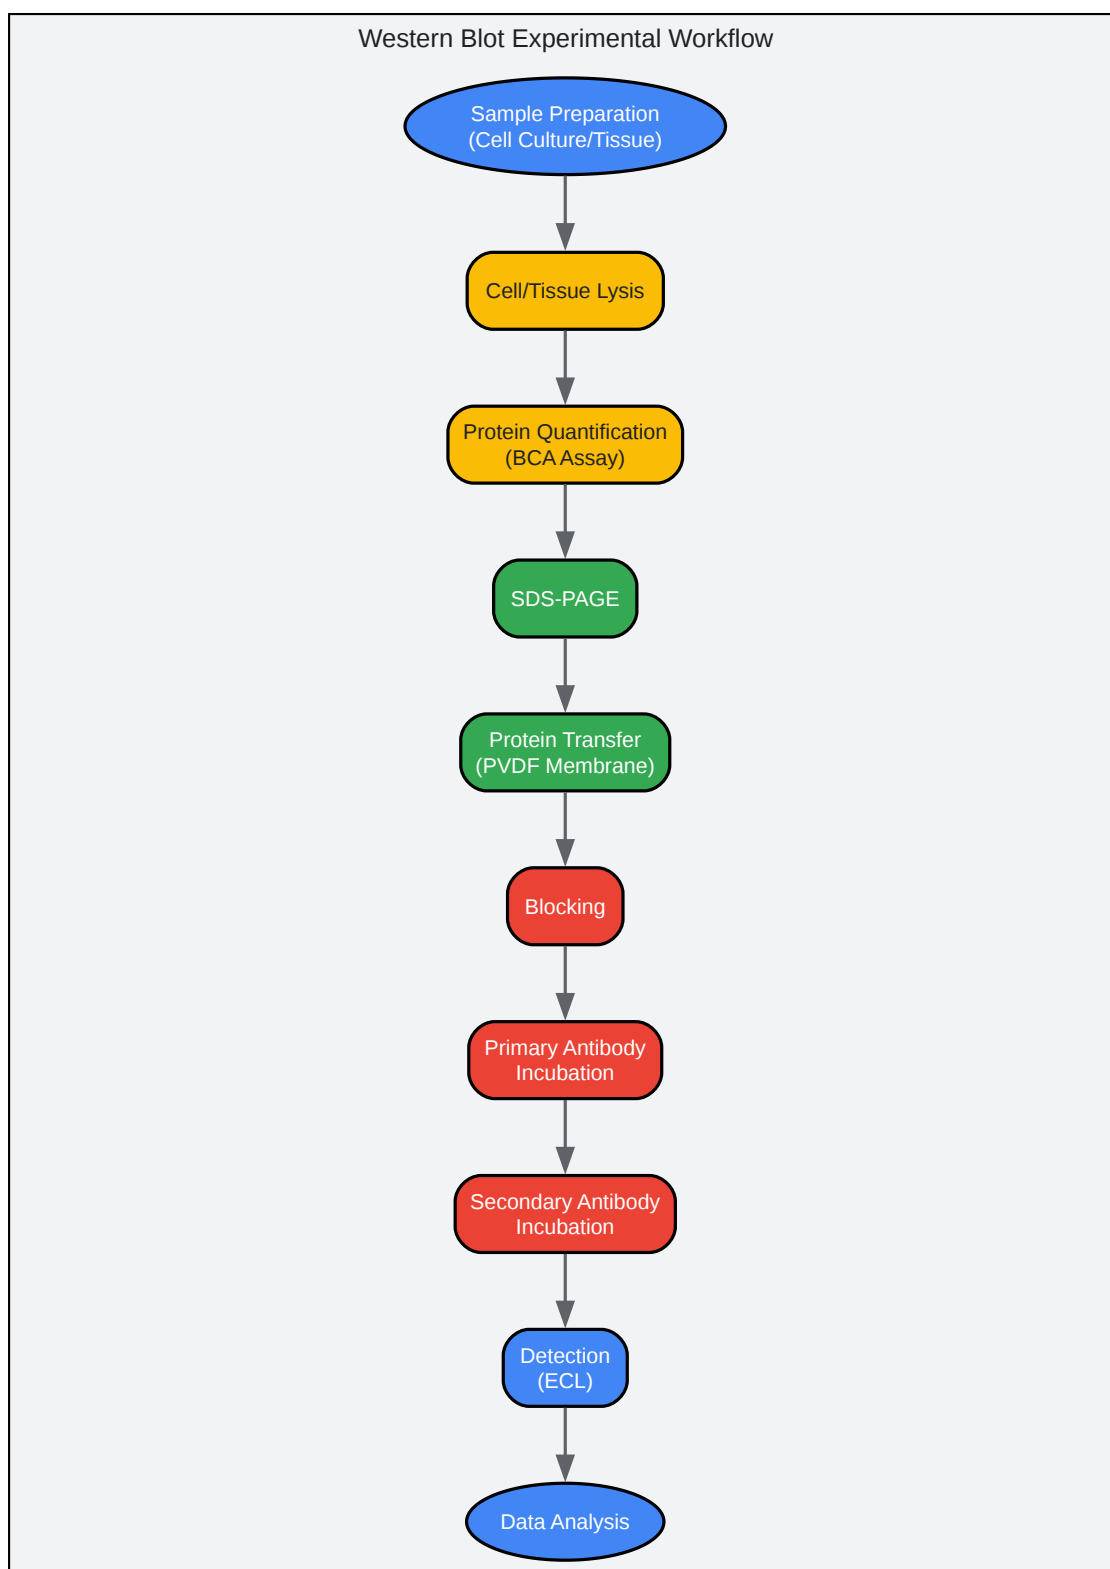 Western Blot Experimental Workflow
Sample Preparation
(Cell Culture/Tissue)
Cell/Tissue Lysis
Protein Quantification
(BCA Assay)
SDS-PAGE
Protein Transfer
(PVDF Membrane)
Blocking
Primary Antibody
Incubation
Secondary Antibody
Incubation
Detection
(ECL)
Data Analysis